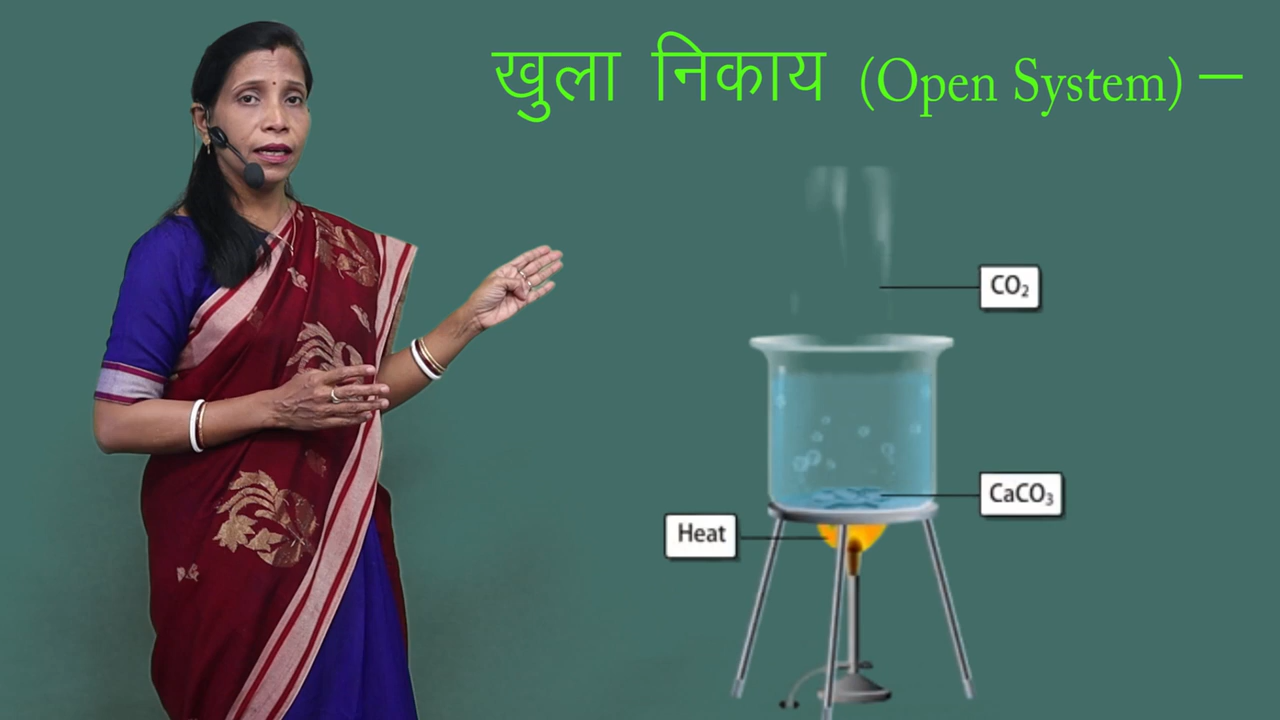 खुला निकाय (Open System) –
CO₂
CaCO₃
Heat